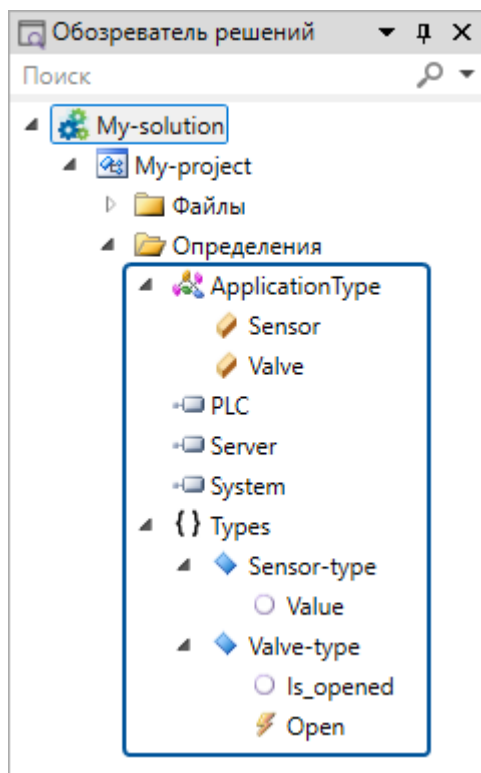 Обозреватель решений
Поиск
My-solution
My-project
Файлы
Определения
ApplicationType
Sensor
Valve
PLC
Server
System
{ } Types
Sensor-type
Value
Valve-type
Is_opened
Open